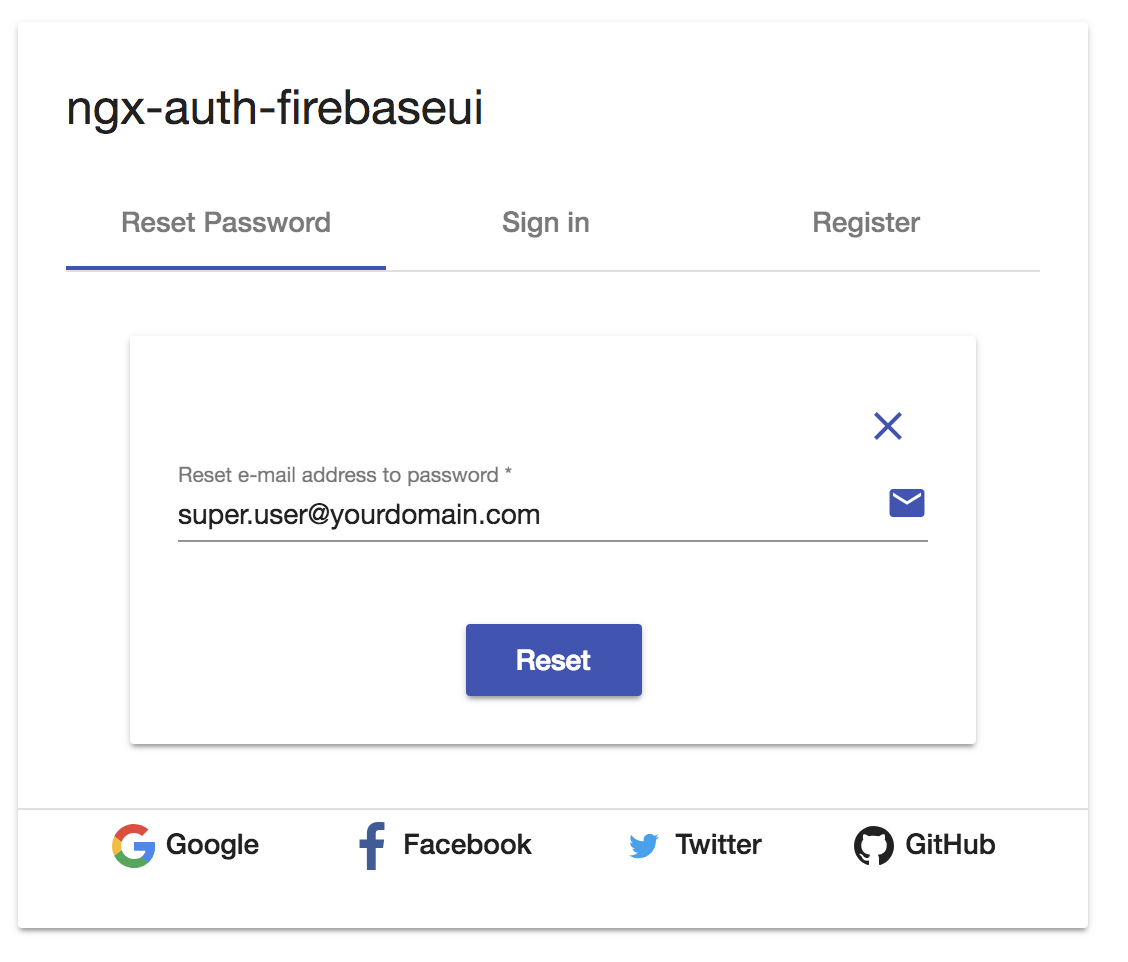 ngx-auth-firebaseui
Reset Password Sign in Register
Reset e-mail address to password *
super.user@yourdomain.com
Reset
Google Facebook Twitter GitHub